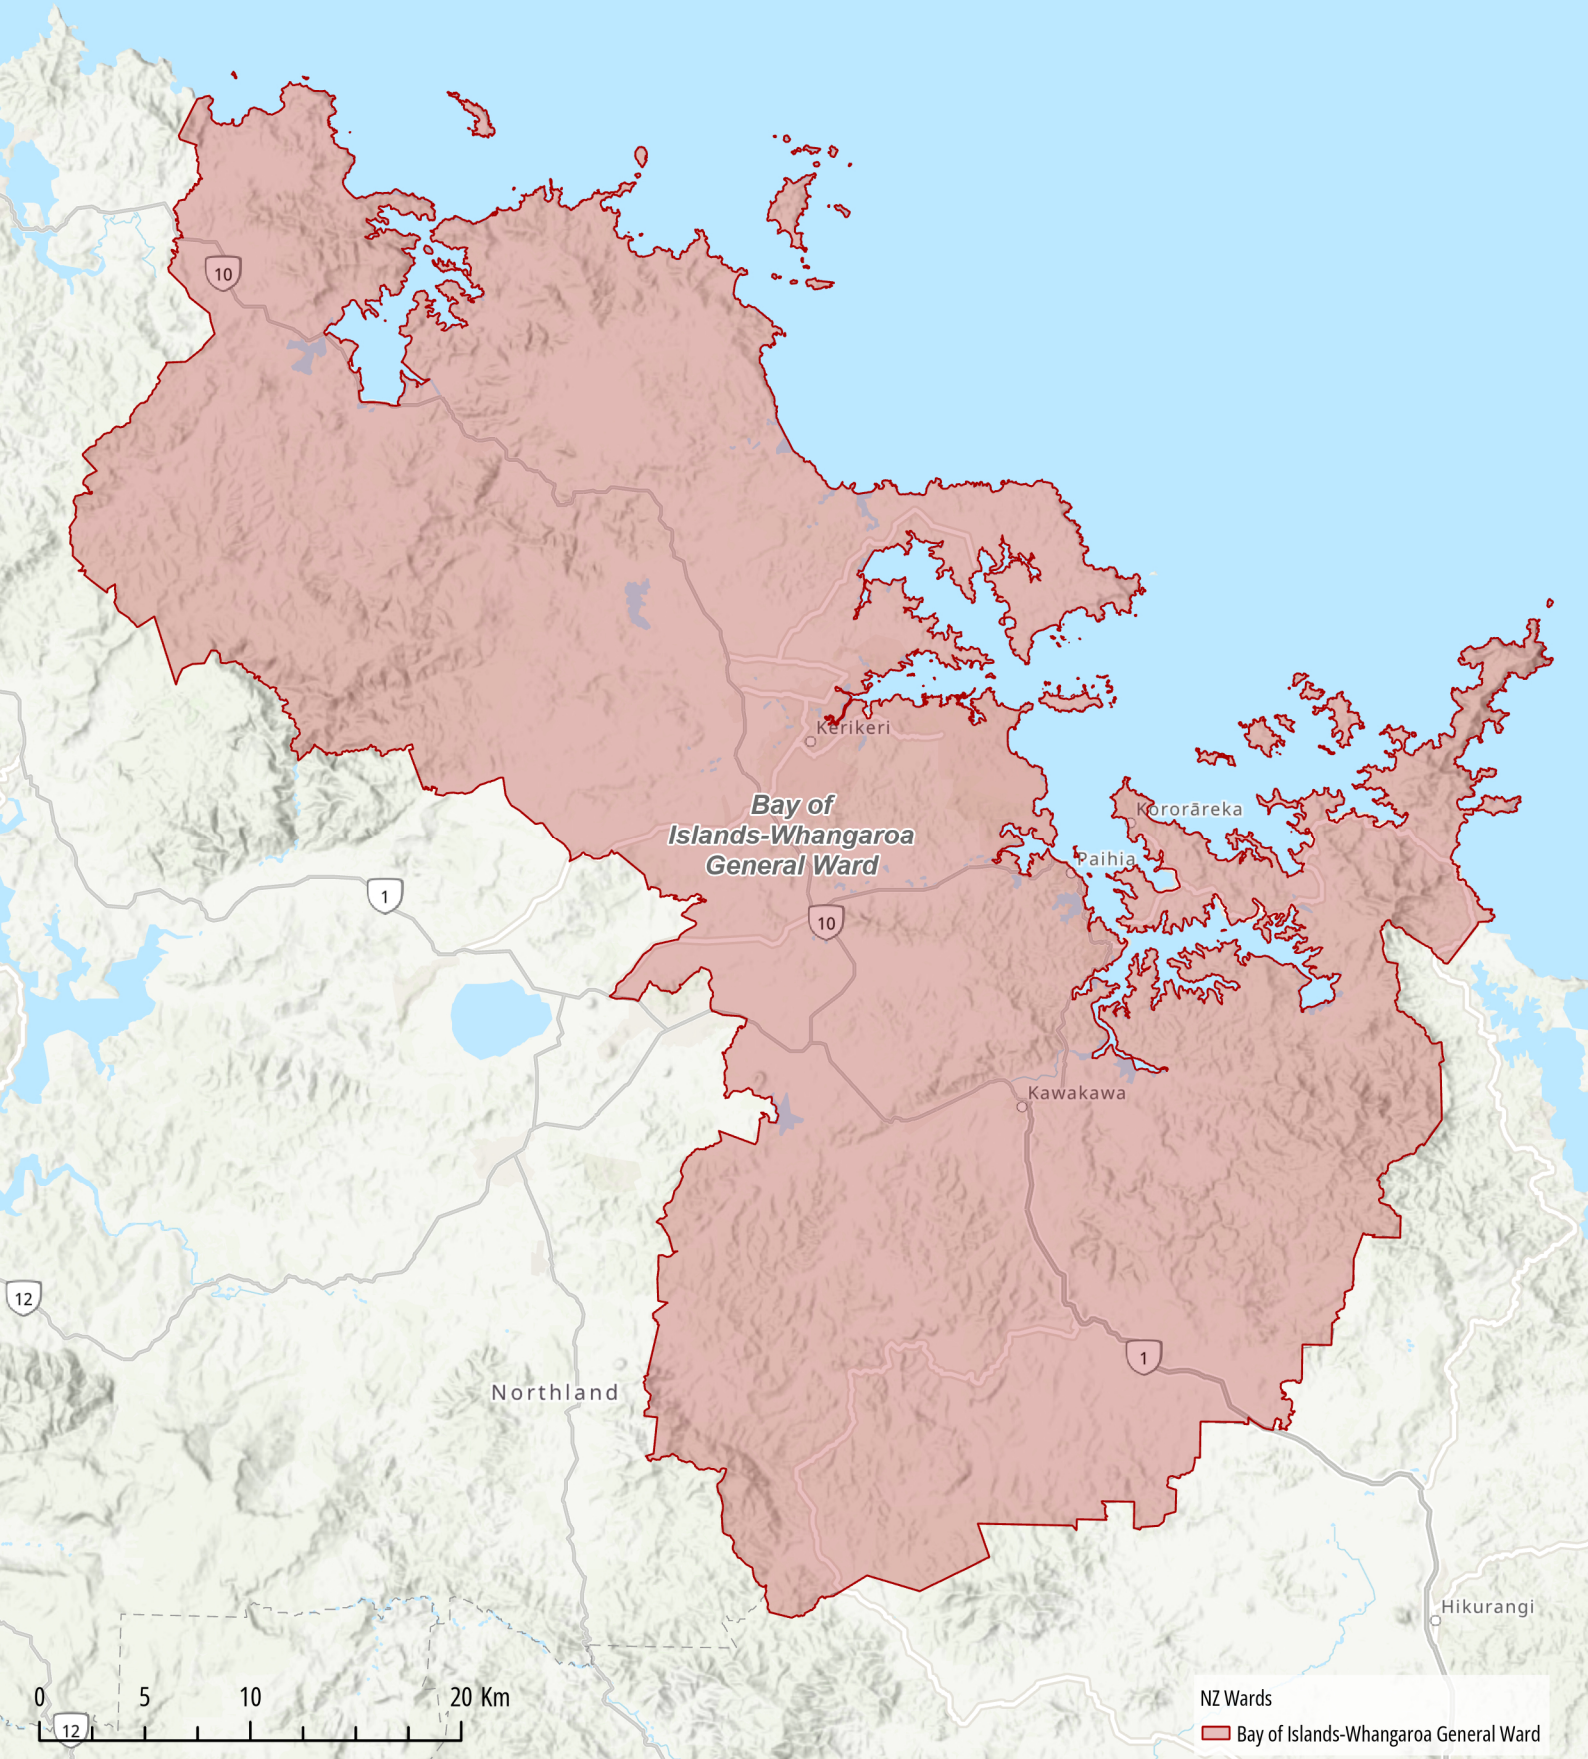 10
Kerikeri
Bay of
Islands-Whangaroa
General Ward
Kororāreka
Paihia
1
10
Kawakawa
12
1
Northland
Hikurangi
0 5 10 20 Km
12
NZ Wards
Bay of Islands-Whangaroa General Ward